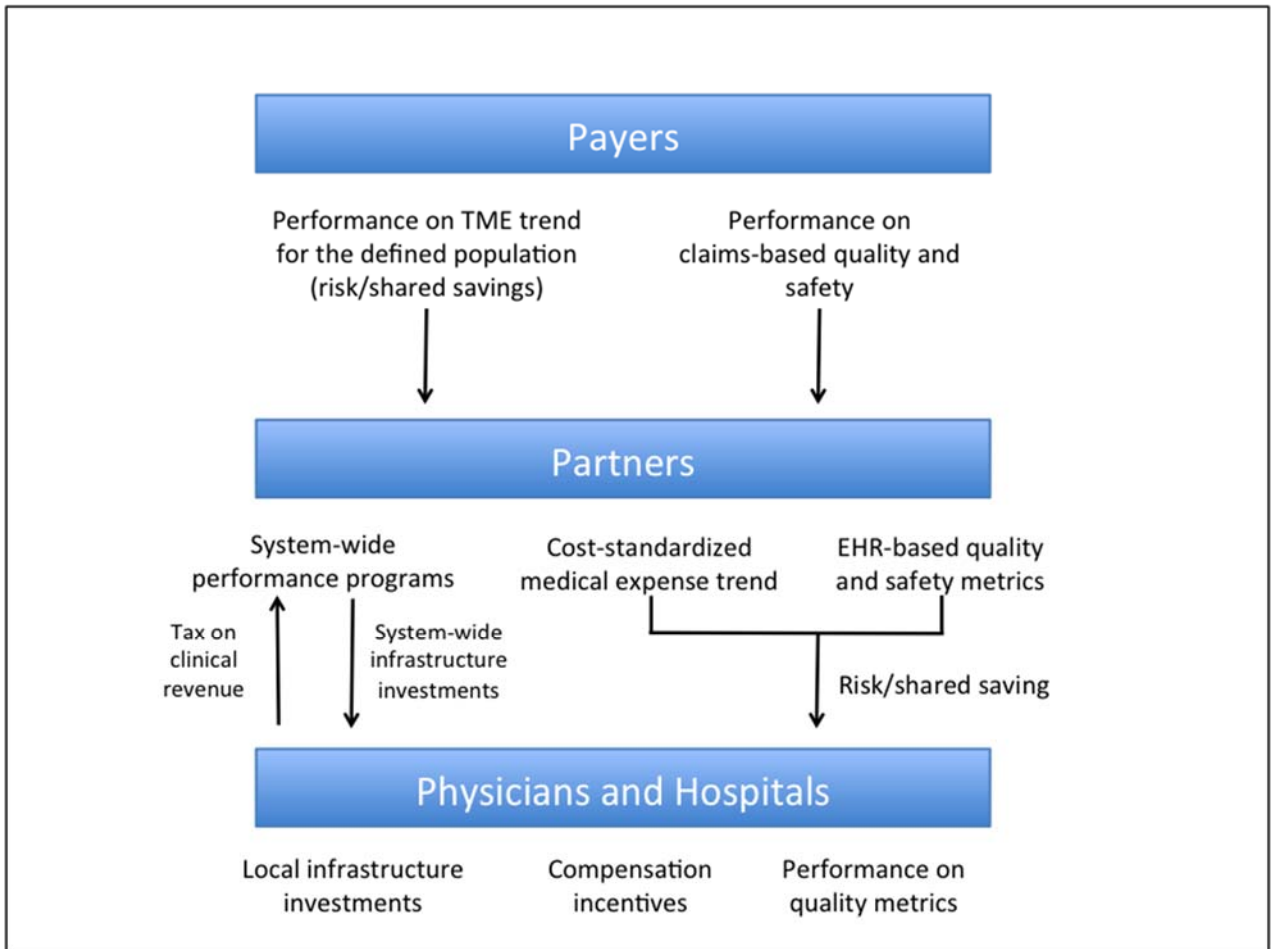 Payers
Performance on TME trend
for the defined population
(risk/shared savings)
Performance on
claims-based quality and
safety
Partners
System-wide
performance programs
Cost-standardized
medical expense trend
EHR-based quality
and safety metrics
Tax on
clinical
revenue
System-wide
infrastructure
investments
Risk/shared saving
Physicians and Hospitals
Local infrastructure
investments
Compensation
incentives
Performance on
quality metrics